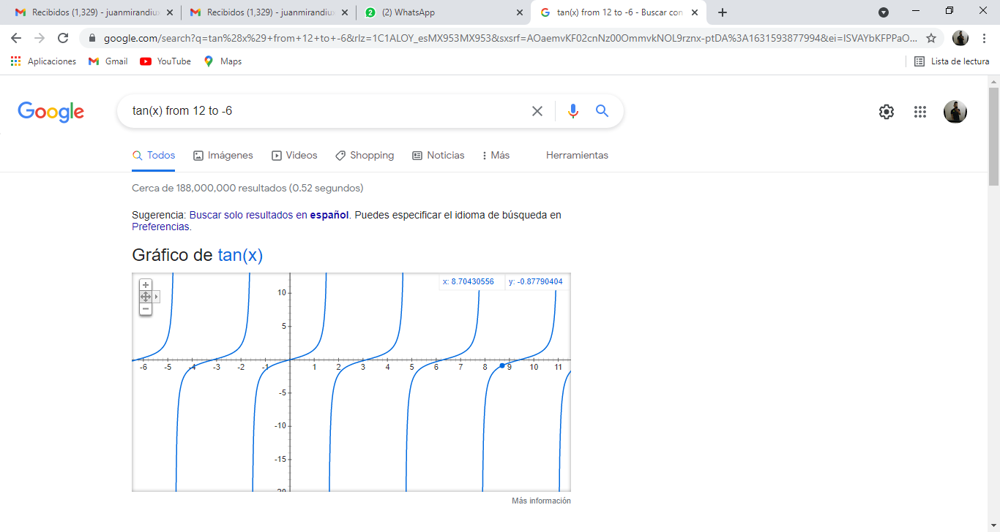 Recibidos (1,329) - juanmirandiu
Recibidos (1,329) - juanmirandiu
2
(2) WhatsApp
tan(x) from 12 to -6 - Buscar con
google.com/search?q=tan%28x%29+from+12+to+-6&rlz=1C1ALOY_esMX953MX953&sxsrf=AOaemvKF02cnNz00OmmvkNOL9rznx-ptDA%3A1631593877994&ei=ISVAYbKFPPaO...
Aplicaciones
Gmail
YouTube
Maps
Lista de lectura
Google
tan(x) from 12 to -6
Todos
Imágenes
Videos
Shopping
Noticias
Más
Herramientas
Cerca de 188,000,000 resultados (0.52 segundos)
Sugerencia: Buscar solo resultados en español. Puedes especificar el idioma de búsqueda en
Preferencias.
Gráfico de tan(x)
x: 8.70430556 y: -0.87790404
10
5
-6 -5 -4 -3 -2 -1 1 2 3 4 5 6 7 8 9 10 11
-5
-10
-15
-20
Más información